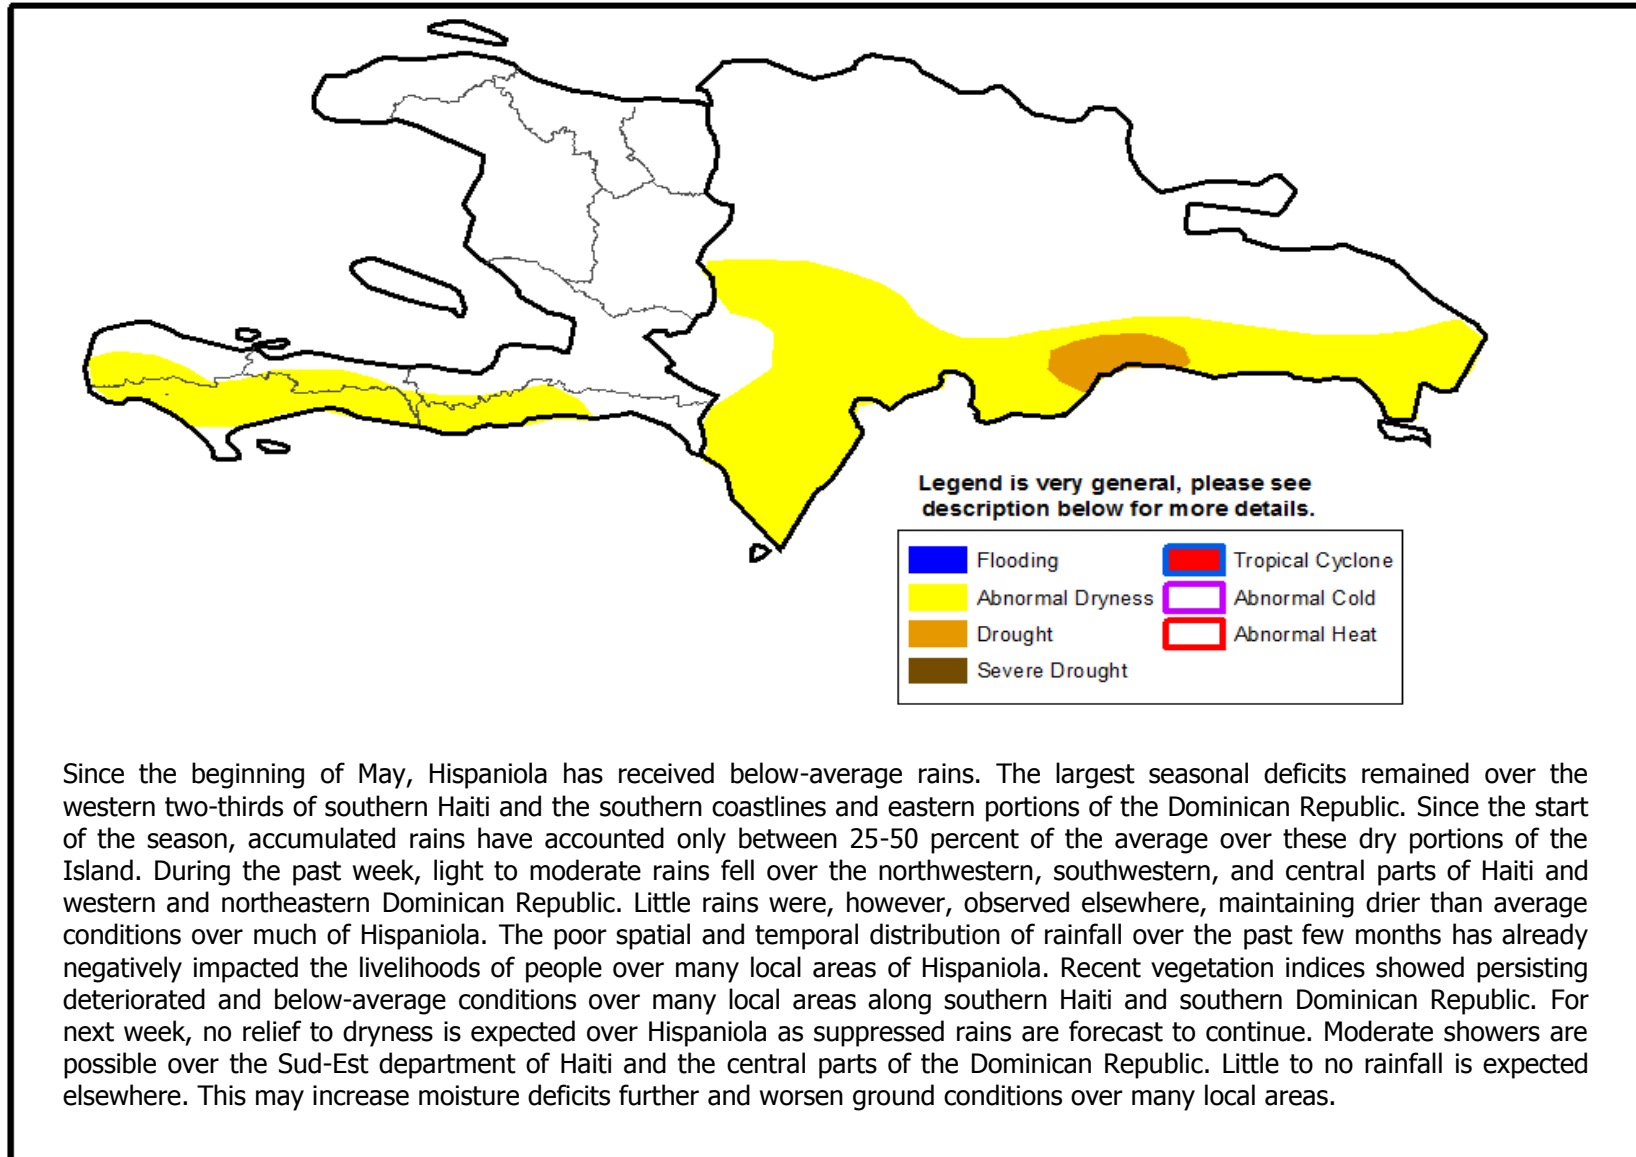 Legend is very general, please see
description below for more details.
Flooding
Abnormal Dryness
Drought
Severe Drought
Tropical Cyclone
Abnormal Cold
Abnormal Heat
Since the beginning of May, Hispaniola has received below-average rains. The largest seasonal deficits remained over the
western two-thirds of southern Haiti and the southern coastlines and eastern portions of the Dominican Republic. Since the start
of the season, accumulated rains have accounted only between 25-50 percent of the average over these dry portions of the
Island. During the past week, light to moderate rains fell over the northwestern, southwestern, and central parts of Haiti and
western and northeastern Dominican Republic. Little rains were, however, observed elsewhere, maintaining drier than average
conditions over much of Hispaniola. The poor spatial and temporal distribution of rainfall over the past few months has already
negatively impacted the livelihoods of people over many local areas of Hispaniola. Recent vegetation indices showed persisting
deteriorated and below-average conditions over many local areas along southern Haiti and southern Dominican Republic. For
next week, no relief to dryness is expected over Hispaniola as suppressed rains are forecast to continue. Moderate showers are
possible over the Sud-Est department of Haiti and the central parts of the Dominican Republic. Little to no rainfall is expected
elsewhere. This may increase moisture deficits further and worsen ground conditions over many local areas.